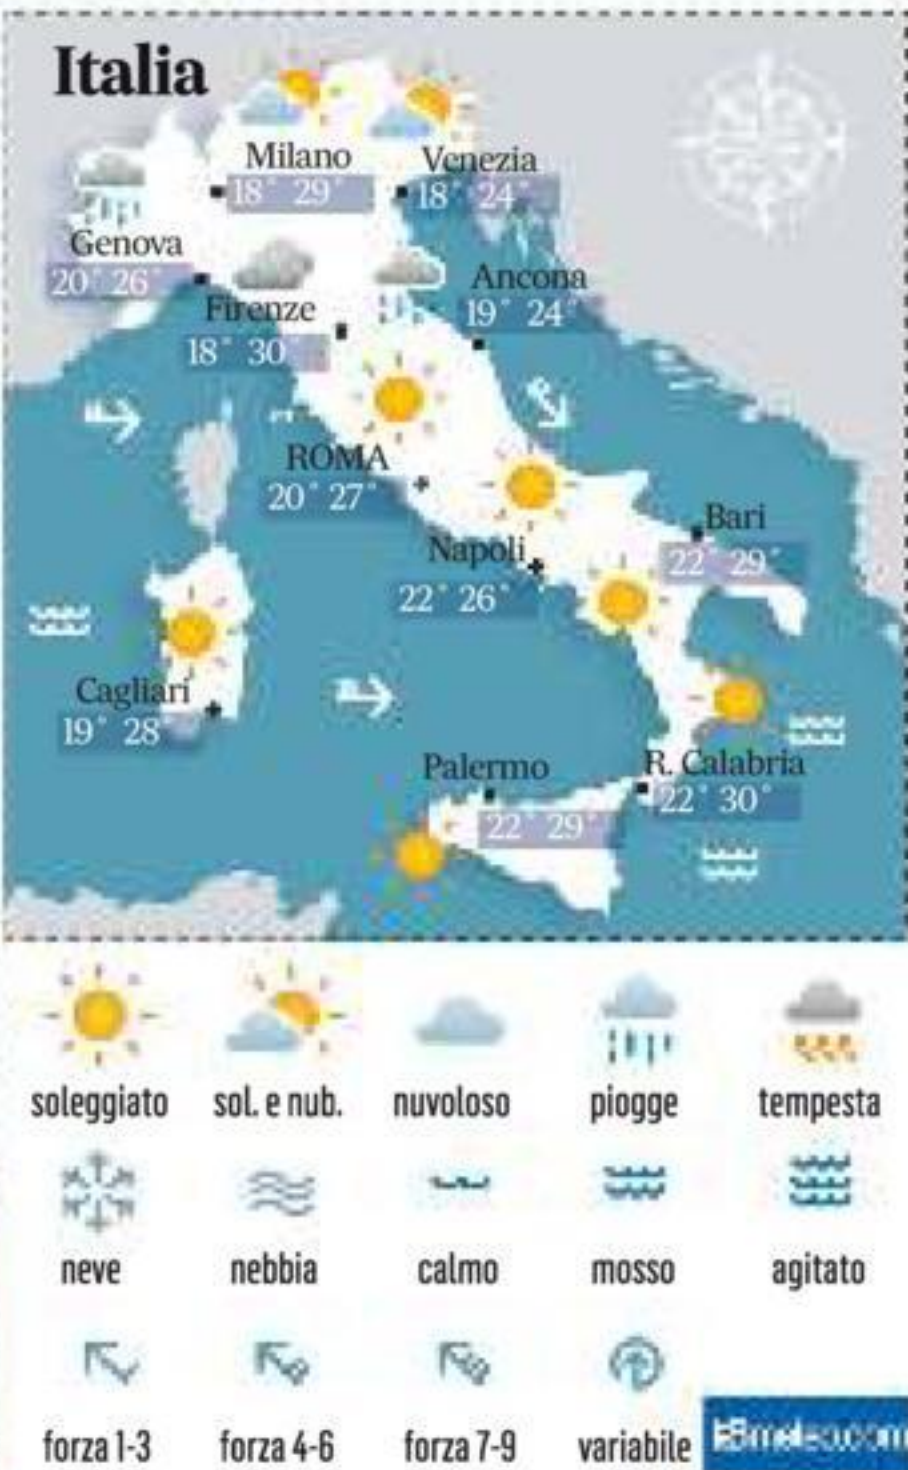 Italia
Milano
18° 29°
Venezia
18° 24°
Genova
20° 26°
Firenze
18° 30°
Ancona
19° 24°
ROMA
20° 27°
Napoli
22° 26°
Bari
22° 29°
Cagliari
19° 28°
Palermo
22° 29°
R. Calabria
22° 30°
soleggiato
sol. e nub.
nuvoloso
piogge
tempesta
neve
nebbia
calmo
mosso
agitato
forza 1-3
forza 4-6
forza 7-9
variabile